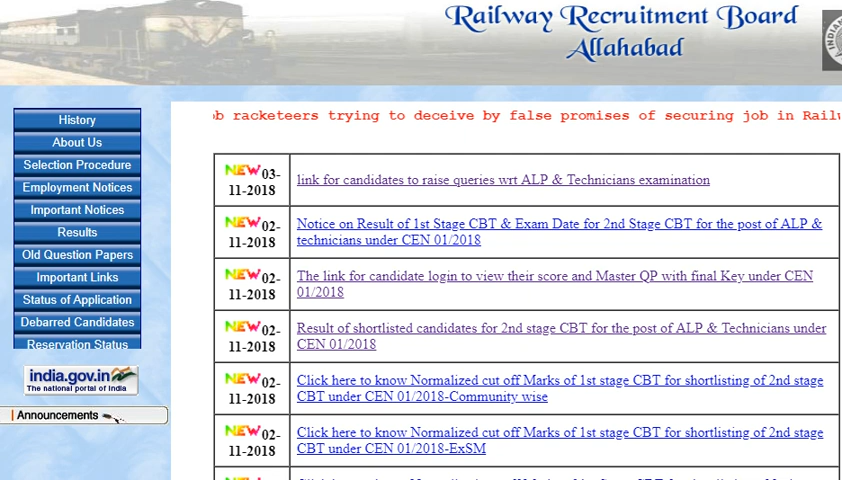 Railway Recruitment Board
Allahabad
racketeers trying to deceive by false promises of securing job in
History
About Us
Selection Procedure
Employment Notices
Important Notices
Results
Old Question Papers
Important Links
Status of Application
Debarred Candidates
Reservation Status
india.gov.in
The national portal of India
Announcements
NEW 03-
11-2018
link for candidates to raise queries wrt ALP & Technicians examination
NEW 02-
11-2018
Notice on Result of 1st Stage CBT & Exam Date for 2nd Stage CBT for the post of ALP &
technicians under CEN 01/2018
NEW 02-
11-2018
The link for candidate login to view their score and Master QP with final Key under CEN
01/2018
NEW 02-
11-2018
Result of shortlisted candidates for 2nd stage CBT for the post of ALP & Technicians under
CEN 01/2018
NEW 02-
11-2018
Click here to know Normalized cut off Marks of 1st stage CBT for shortlisting of 2nd stage
CBT under CEN 01/2018-Community wise
NEW 02-
11-2018
Click here to know Normalized cut off Marks of 1st stage CBT for shortlisting of 2nd stage
CBT under CEN 01/2018-ExSM